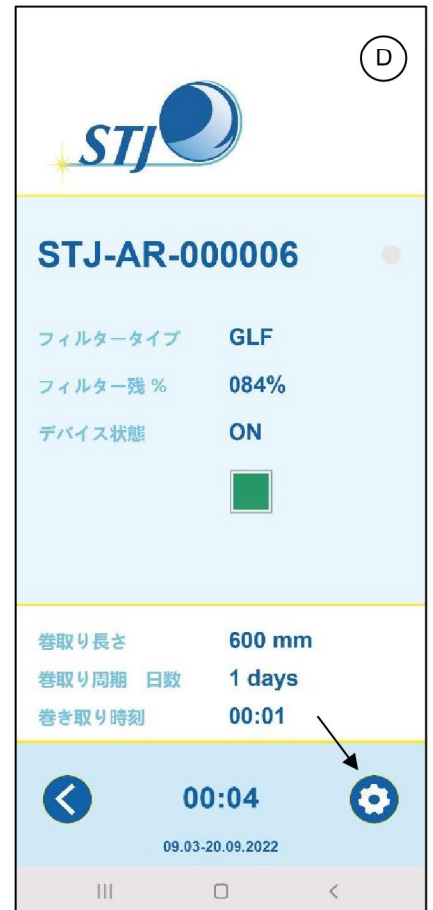 D
STJ
STJ-AR-000006
フィルタータイプ GLF
フィルター残 % 084%
デバイス状態 ON
巻取り長さ 600 mm
巻取り周期 日数 1 days
巻き取り時刻 00:01
00:04
09.03-20.09.2022